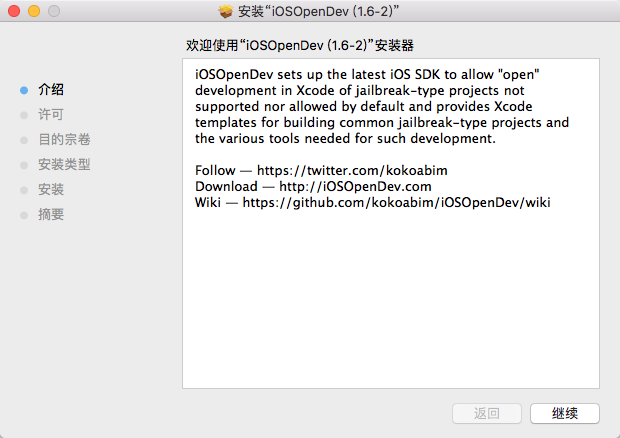 安装“iOSOpenDev (1.6-2)”
欢迎使用“iOSOpenDev (1.6-2)”安装器
介绍
许可
目的宗卷
安装类型
安装
摘要
iOSOpenDev sets up the latest iOS SDK to allow "open"
development in Xcode of jailbreak-type projects not
supported nor allowed by default and provides Xcode
templates for building common jailbreak-type projects and
the various tools needed for such development.
Follow — https://twitter.com/kokoabim
Download — http://iOSOpenDev.com
Wiki — https://github.com/kokoabim/iOSOpenDev/wiki
返回
继续